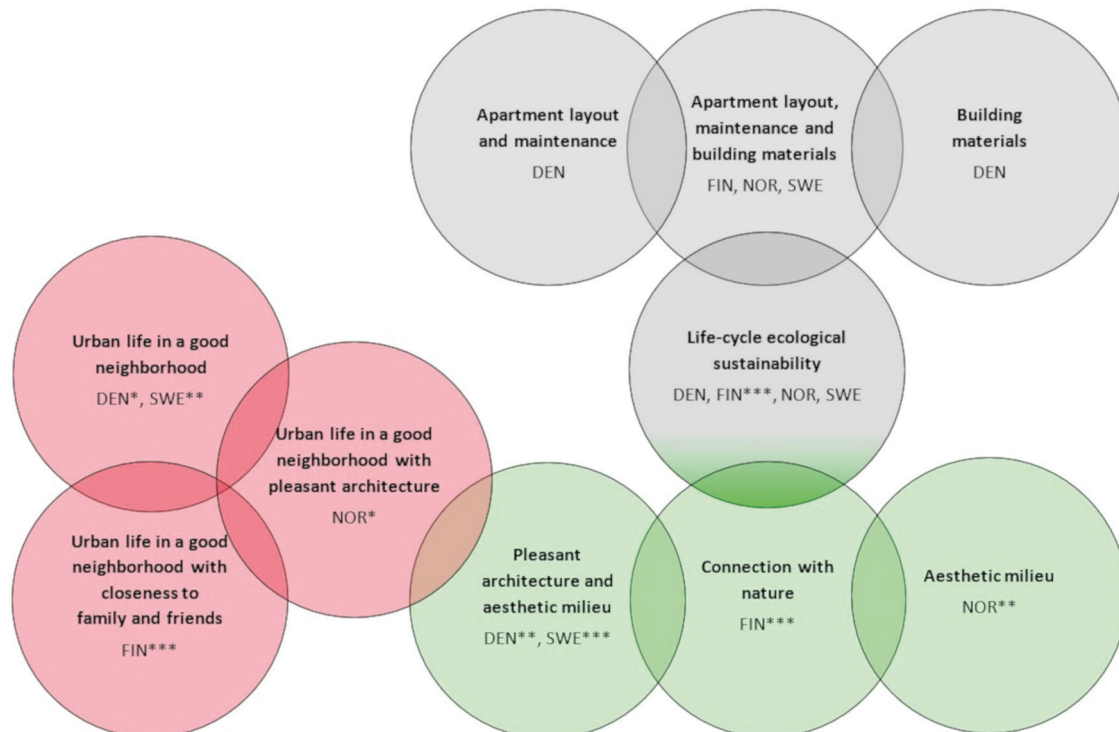 Apartment layout
and maintenance
DEN
Apartment layout,
maintenance and
building materials
FIN, NOR, SWE
Building
materials
DEN
Urban life in a good
neighborhood
DEN*, SWE**
Life-cycle ecological
sustainability
DEN, FIN***, NOR, SWE
Urban life in a good
neighborhood with
pleasant architecture
NOR*
Urban life in a good
neighborhood with
closeness to
family and friends
FIN***
Pleasant
architecture and
aesthetic milieu
DEN**, SWE***
Connection with
nature
FIN***
Aesthetic milieu
NOR**